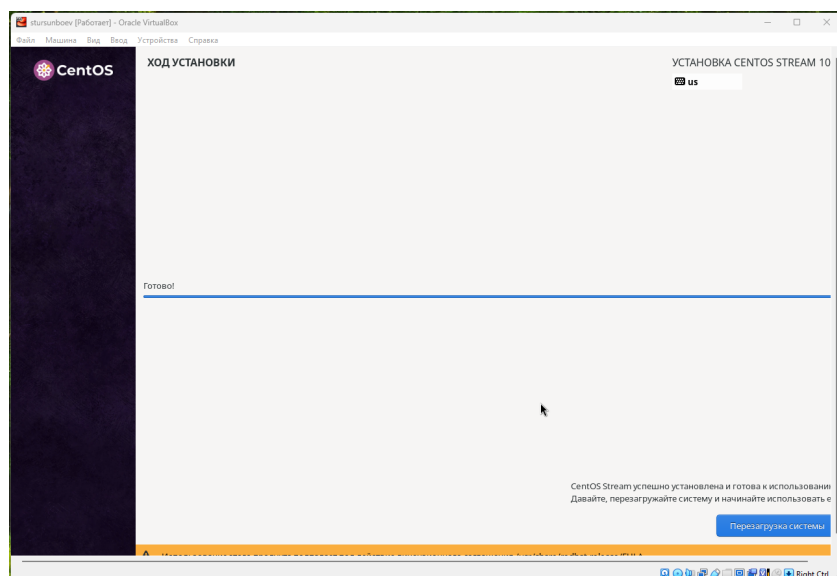 stursunboev [Работает] - Oracle VirtualBox
Файл Машина Вид Ввод Устройства Справка
CentOS
ХОД УСТАНОВКИ
УСТАНОВКА CENTOS STREAM 10
us
Готово!
CentOS Stream успешно установлена и готова к использовани
Давайте, перезагружайте систему и начинайте использовать е
Перезагрузка системы
Right Ctrl